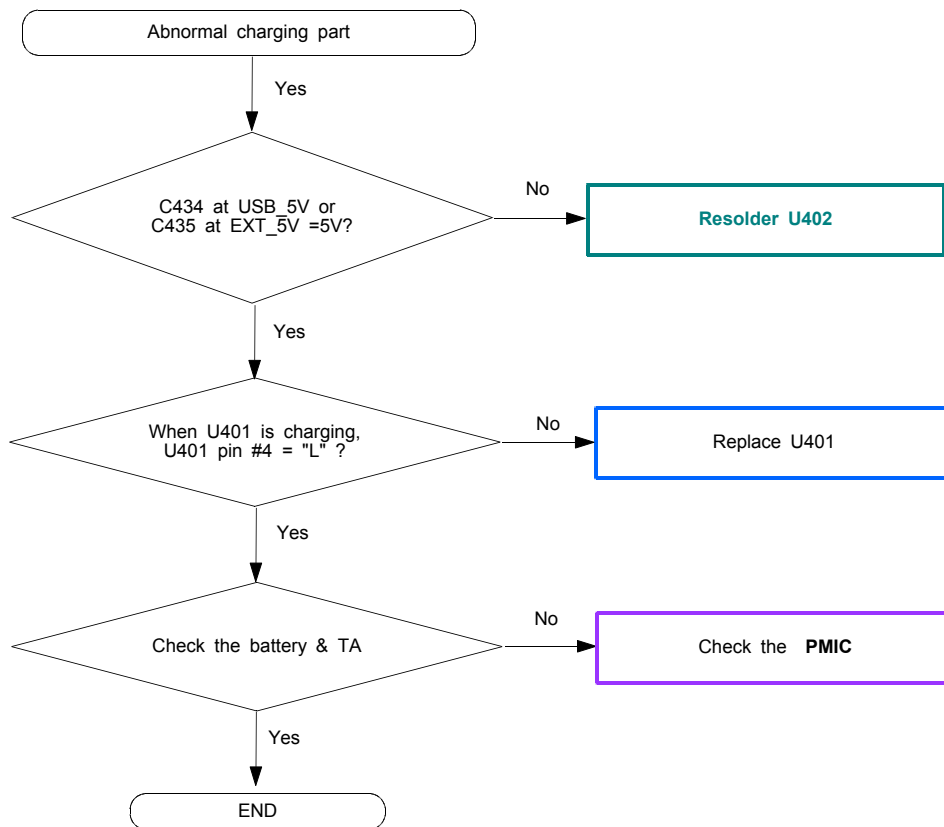 Abnormal charging part
Yes
C434 at USB_5V or
C435 at EXT_5V =5V?
No
Resolder U402
Yes
When U401 is charging,
U401 pin #4 = "L" ?
No
Replace U401
Yes
Check the battery & TA
No
Check the PMIC
Yes
END